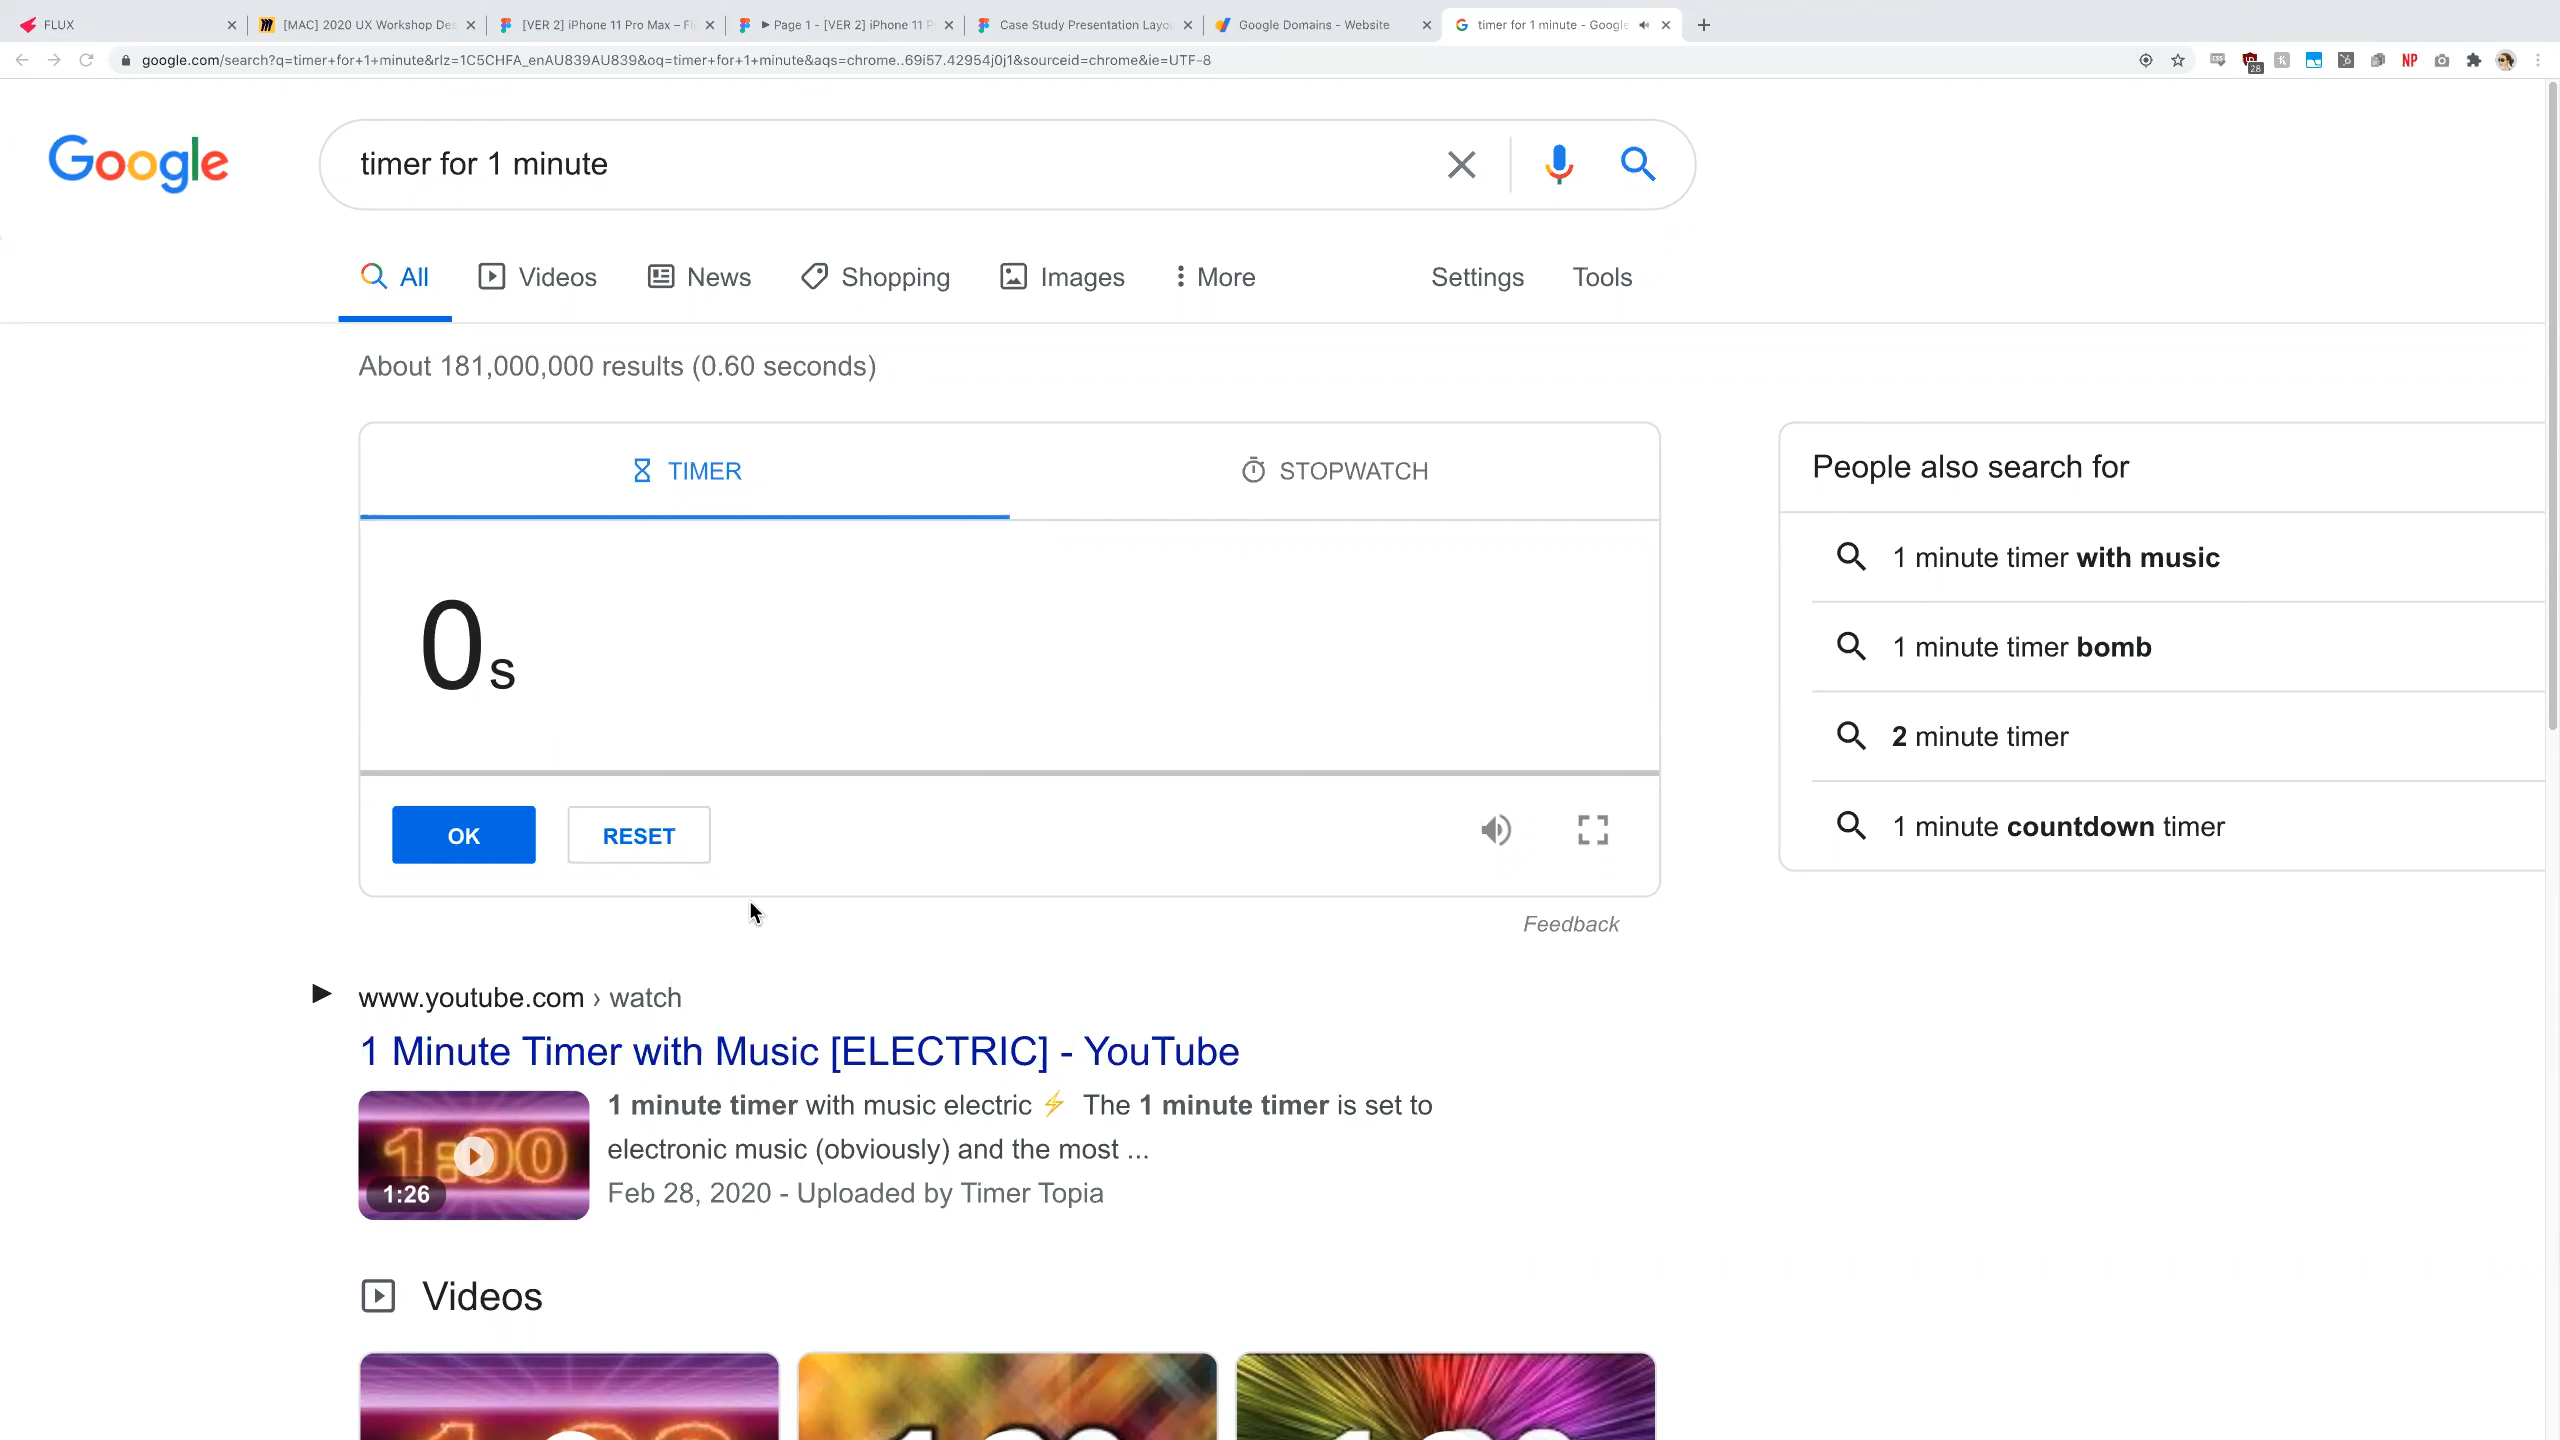 FLUX
[MAC] 2020 UX Workshop Des
[VER 2] iPhone 11 Pro Max – Fi
Page 1 - [VER 2] iPhone 11 P
Case Study Presentation Layou
Google Domains - Website
timer for 1 minute - Google
google.com/search?q=timer+for+1+minute&rlz=1C5CHFA_enAU839AU839&oq=timer+for+1+minute&aqs=chrome..69i57.42954j0j1&sourceid=chrome&ie=UTF-8
28
NP
Google
timer for 1 minute
All
Videos
News
Shopping
Images
More
Settings
Tools
About 181,000,000 results (0.60 seconds)
TIMER
STOPWATCH
0s
OK
RESET
Feedback
People also search for
1 minute timer with music
1 minute timer bomb
2 minute timer
1 minute countdown timer
www.youtube.com › watch
1 Minute Timer with Music [ELECTRIC] - YouTube
1:00
1:26
1 minute timer with music electric ⚡ The 1 minute timer is set to
electronic music (obviously) and the most ...
Feb 28, 2020 - Uploaded by Timer Topia
Videos